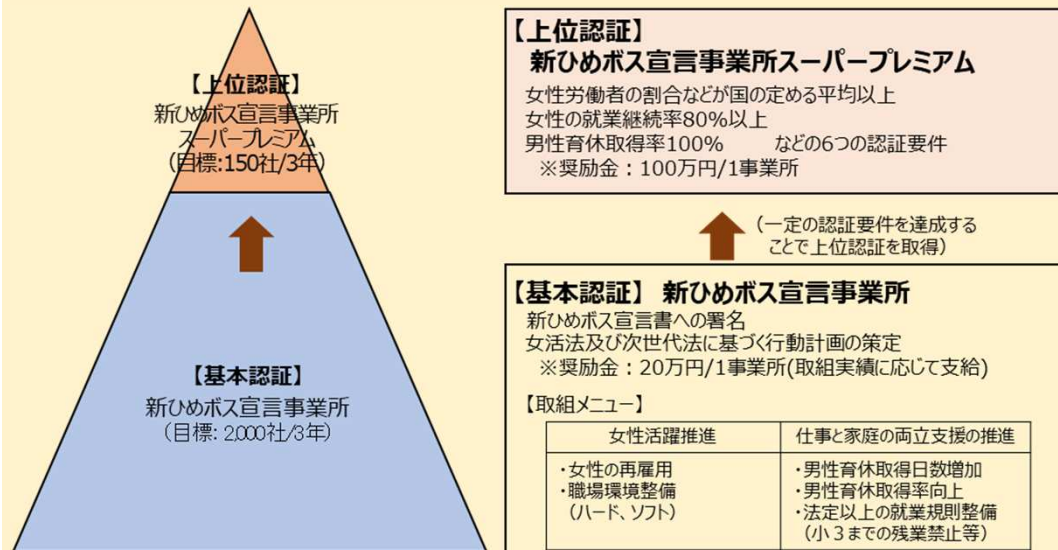 【上位認証】
新ひめボス宣言事業所
スーパープレミアム
(目標:150社/3年)
【基本認証】
新ひめボス宣言事業所
(目標: 2,000社/3年)
【上位認証】
新ひめボス宣言事業所スーパープレミアム
女性労働者の割合などが国の定める平均以上
女性の就業継続率80%以上
男性育休取得率100% などの6つの認証要件
※奨励金：100万円/1事業所
(一定の認証要件を達成する
ことで上位認証を取得)
【基本認証】 新ひめボス宣言事業所
新ひめボス宣言書への署名
女活法及び次世代法に基づく行動計画の策定
※奨励金：20万円/1事業所(取組実績に応じて支給)
【取組メニュー】
女性活躍推進
仕事と家庭の両立支援の推進
・女性の再雇用
・職場環境整備
(ハード、ソフト)
・男性育休取得日数増加
・男性育休取得率向上
・法定以上の就業規則整備
(小３までの残業禁止等)